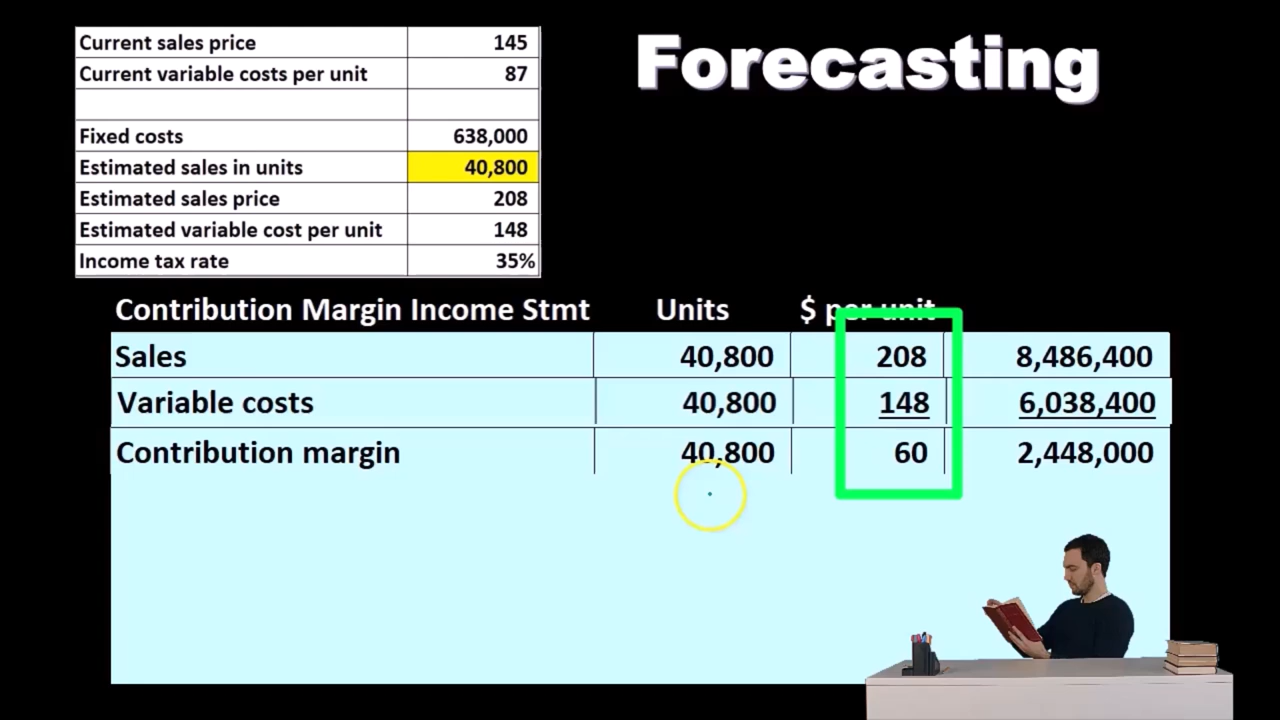 Forecasting
Current sales price 145
Current variable costs per unit 87
Fixed costs 638,000
Estimated sales in units 40,800
Estimated sales price 208
Estimated variable cost per unit 148
Income tax rate 35%
Contribution Margin Income Stmt Units $ per unit
Sales 40,800 208 8,486,400
Variable costs 40,800 148 6,038,400
Contribution margin 40,800 60 2,448,000